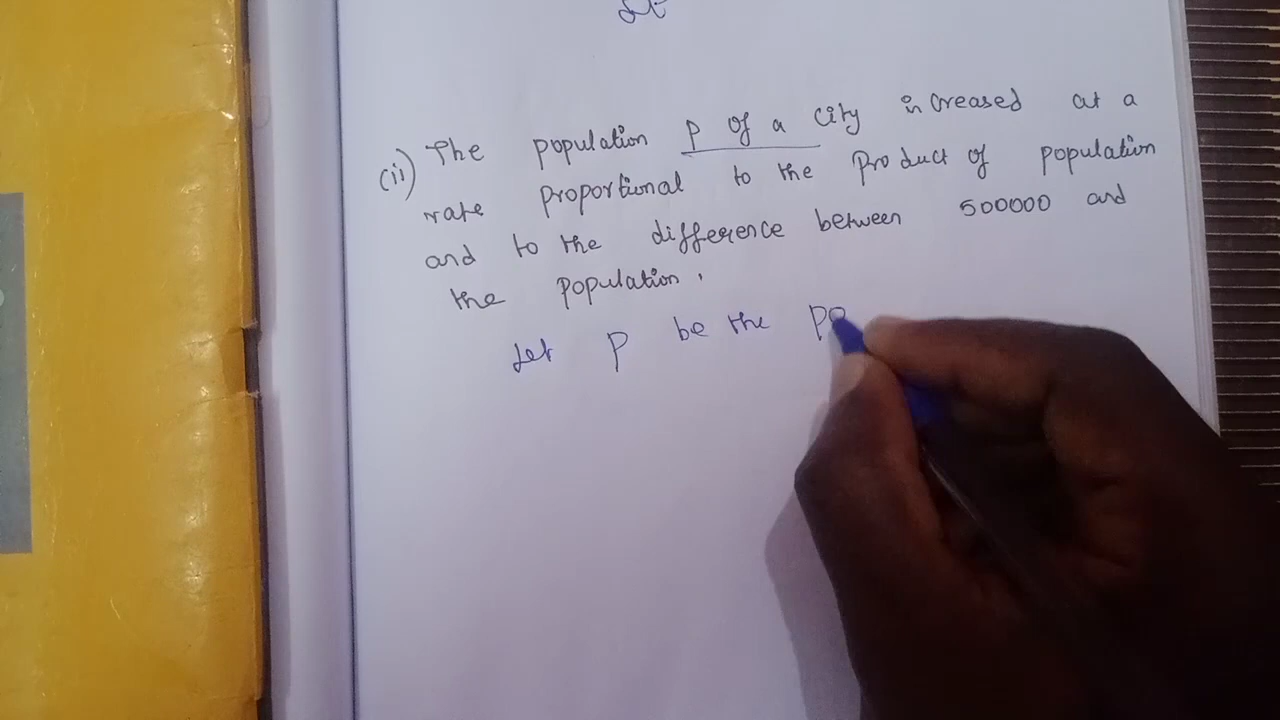 (ii) The population P of a city increased at a
rate proportional to the product of population
and to the difference between 500000 and
the population.
Let P be the po